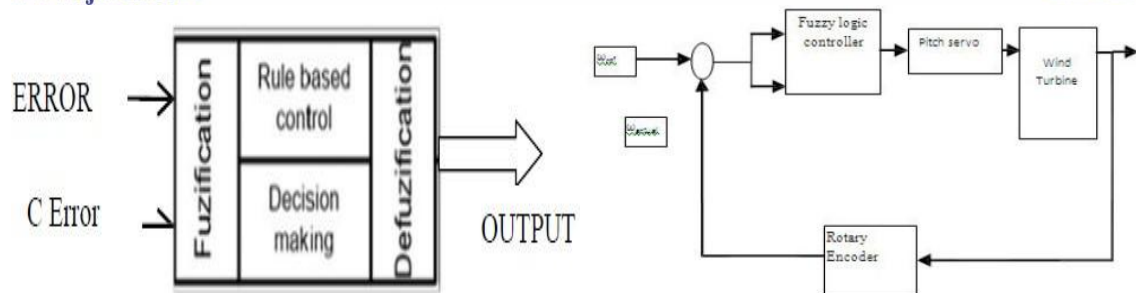 ERROR
C Error
Fuzification
Rule based
control
Decision
making
Defuzification
OUTPUT
Fuzzy logic
controller
Pitch servo
Wind
Turbine
Rotary
Encoder